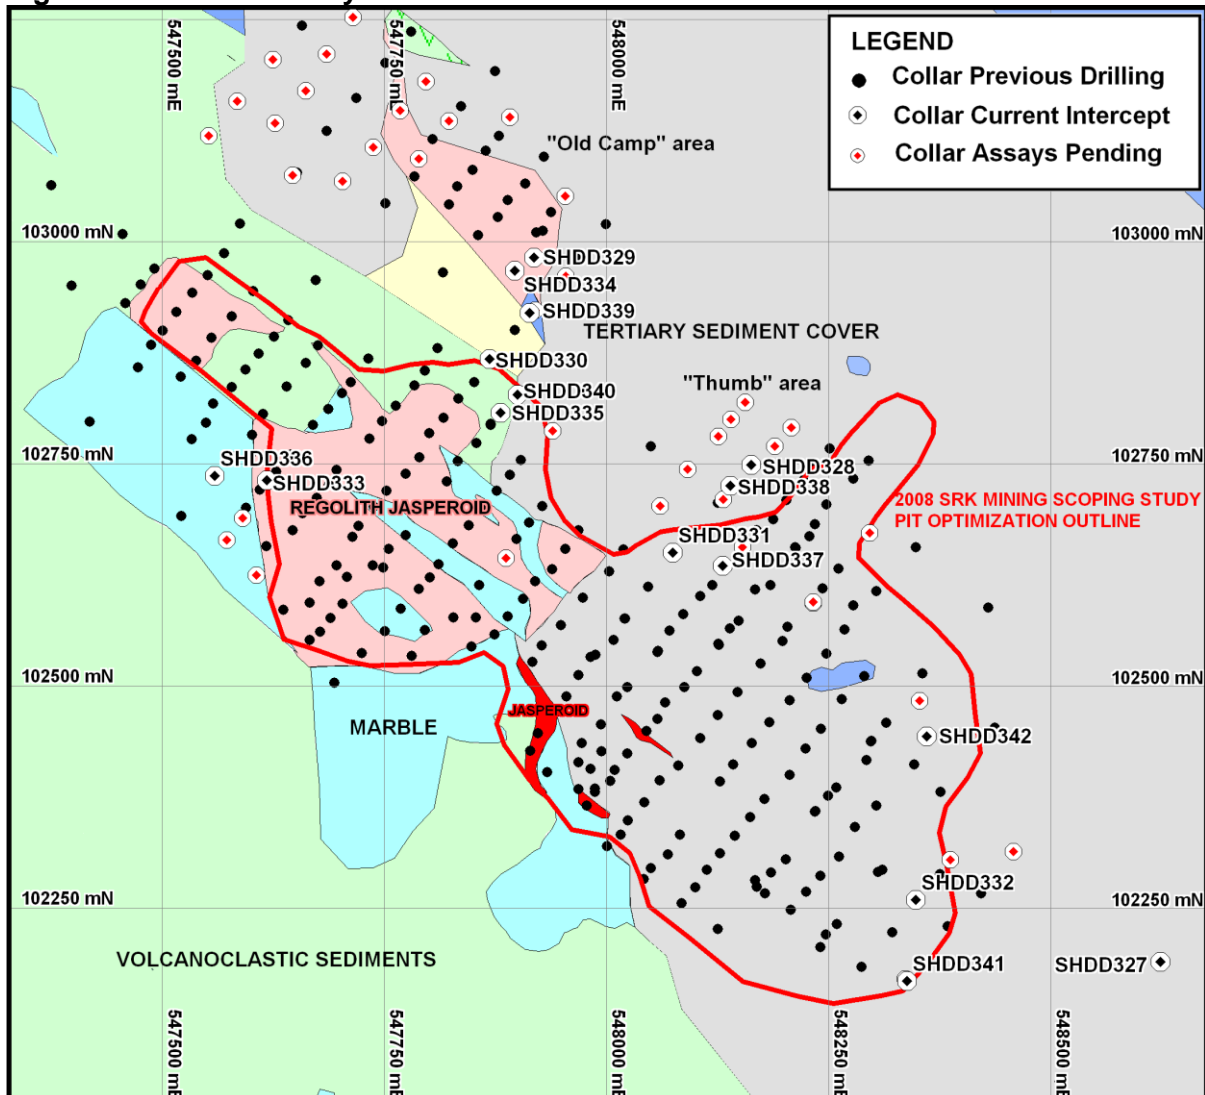 547500 mE
547750 mE
548000 mE
LEGEND
Collar Previous Drilling
Collar Current Intercept
Collar Assays Pending
"Old Camp" area
103000 mN
103000 mN
SHDD329
SHDD334
SHDD339
TERTIARY SEDIMENT COVER
SHDD330
"Thumb" area
SHDD340
SHDD335
102750 mN
102750 mN
SHDD336
SHDD328
SHDD333
SHDD338
REGOLITH JASPEROID
2008 SRK MINING SCOPING STUDY
PIT OPTIMIZATION OUTLINE
SHDD331
SHDD337
102500 mN
102500 mN
JASPEROID
MARBLE
SHDD342
SHDD332
102250 mN
102250 mN
VOLCANOCLASTIC SEDIMENTS
SHDD341
SHDD327
547500 mE
547750 mE
548000 mE
548250 mE
548500 mE